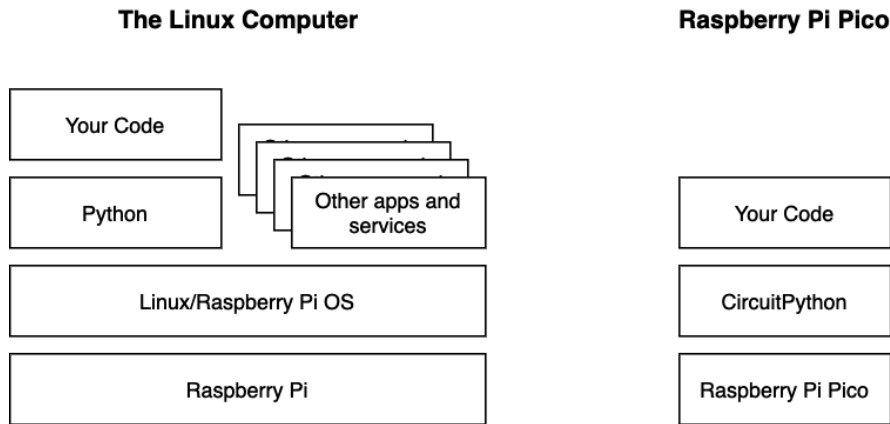 The Linux Computer
Raspberry Pi Pico
Your Code
Python
Other apps and
services
Linux/Raspberry Pi OS
Raspberry Pi
Your Code
CircuitPython
Raspberry Pi Pico